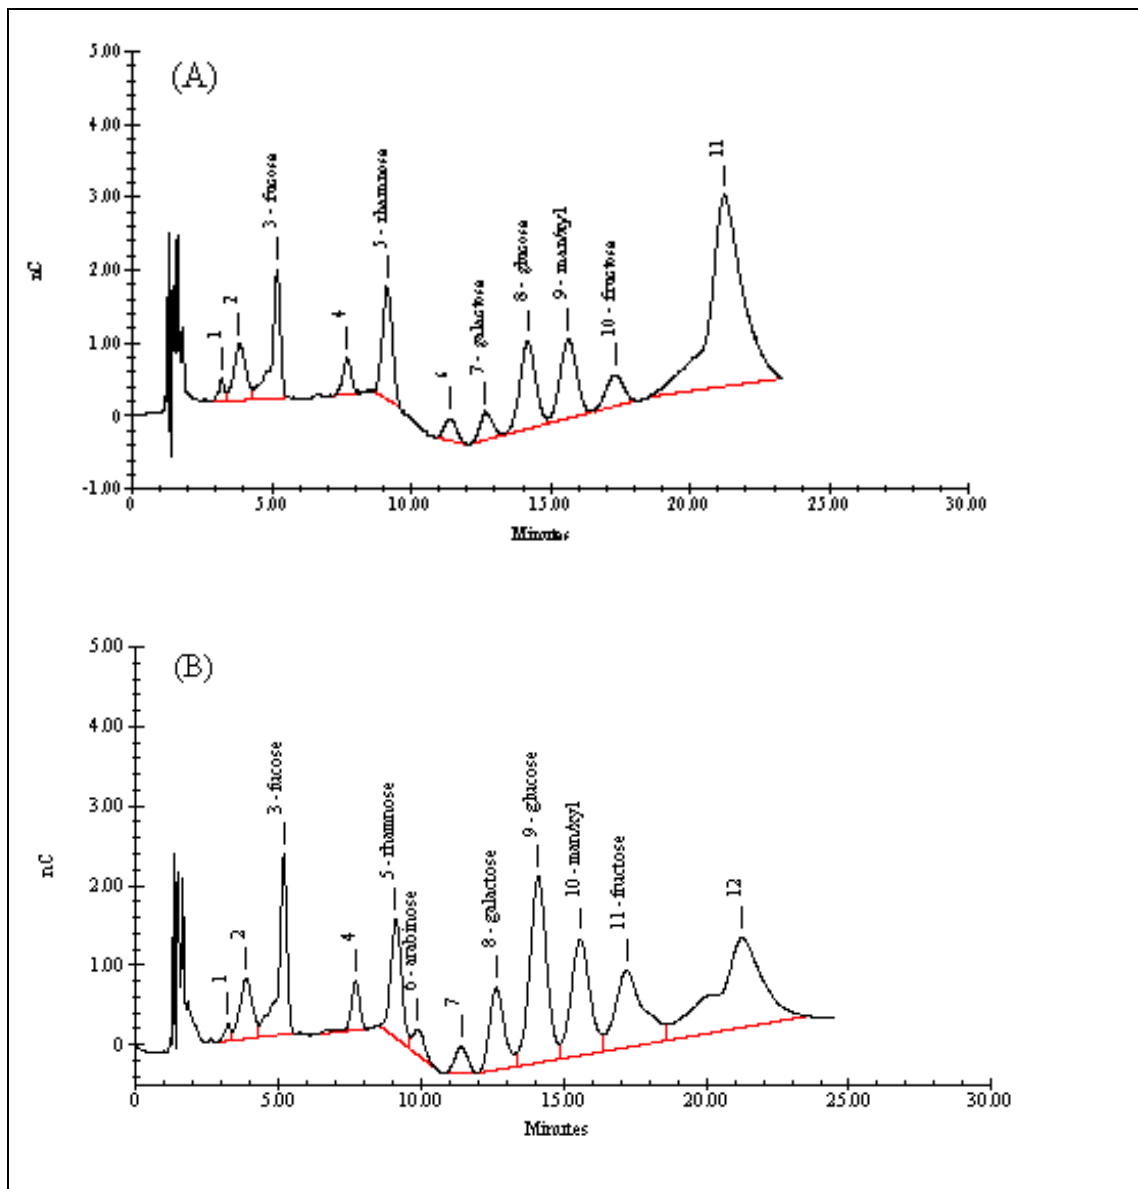 (A)
5.00
4.00
3.00
2.00
1.00
0
-1.00
nC
1
2
3 - fucose
4
5 - rhamnose
6
7 - galactose
8 - glucose
9 - man/xyl
10 - fructose
11
0
5.00
10.00
15.00
20.00
25.00
30.00
Minutes
(B)
5.00
4.00
3.00
2.00
1.00
0
nC
1
2
3 - fucose
4
5 - rhamnose
6 - arabinose
7
8 - galactose
9 - glucose
10 - man/xyl
11 - fructose
12
0
5.00
10.00
15.00
20.00
25.00
30.00
Minutes